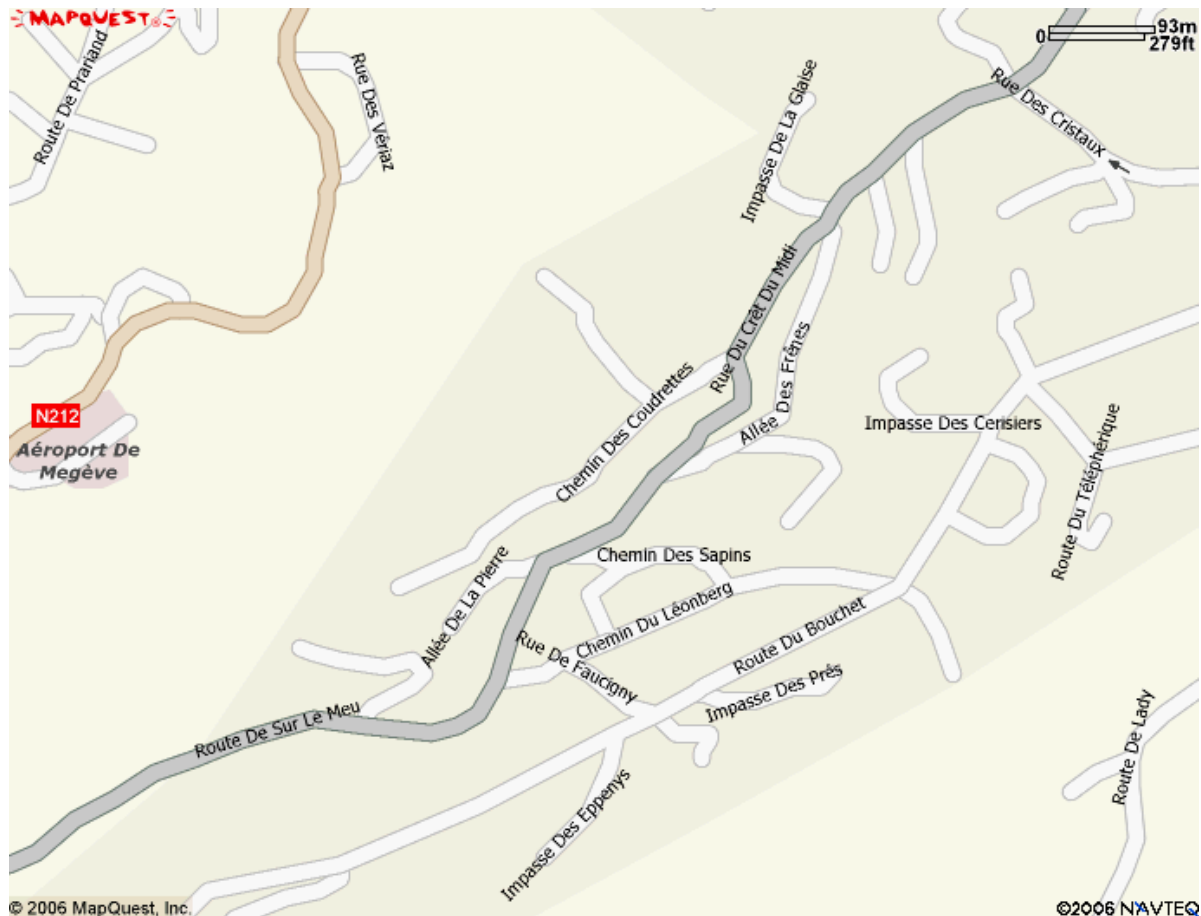 MAPQUEST
0 93m
279ft
Route De Prariand
Rue Des Vériaz
Impasse De La Glaise
Rue Des Cristaux
Rue Du Crêt Du Midi
Allée Des Frênes
Chemin Des Coudrettes
N212
Aéroport De
Megève
Impasse Des Cerisiers
Route Du Téléphérique
Chemin Des Sapins
Allée De La Pierre
Chemin Du Léonberg
Rue De Faucigny
Route Du Bouchet
Impasse Des Prés
Route De Sur Le Meu
Route De Lady
Impasse Des Eppenys
© 2006 MapQuest, Inc.
©2006 NAVTEQ